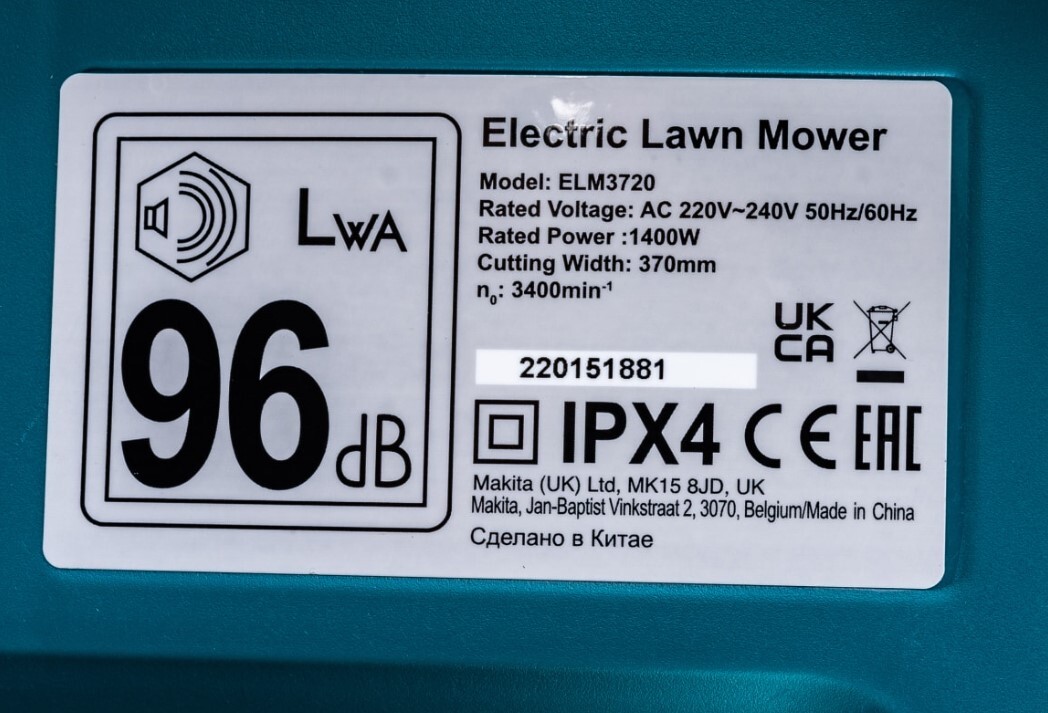 LWA
96 dB
Electric Lawn Mower
Model: ELM3720
Rated Voltage: AC 220V~240V 50Hz/60Hz
Rated Power :1400W
Cutting Width: 370mm
n₀: 3400min⁻¹
UK
CA
220151881
IPX4 CE EAC
Makita (UK) Ltd, MK15 8JD, UK
Makita, Jan-Baptist Vinkstraat 2, 3070, Belgium/Made in China
Сделано в Китае